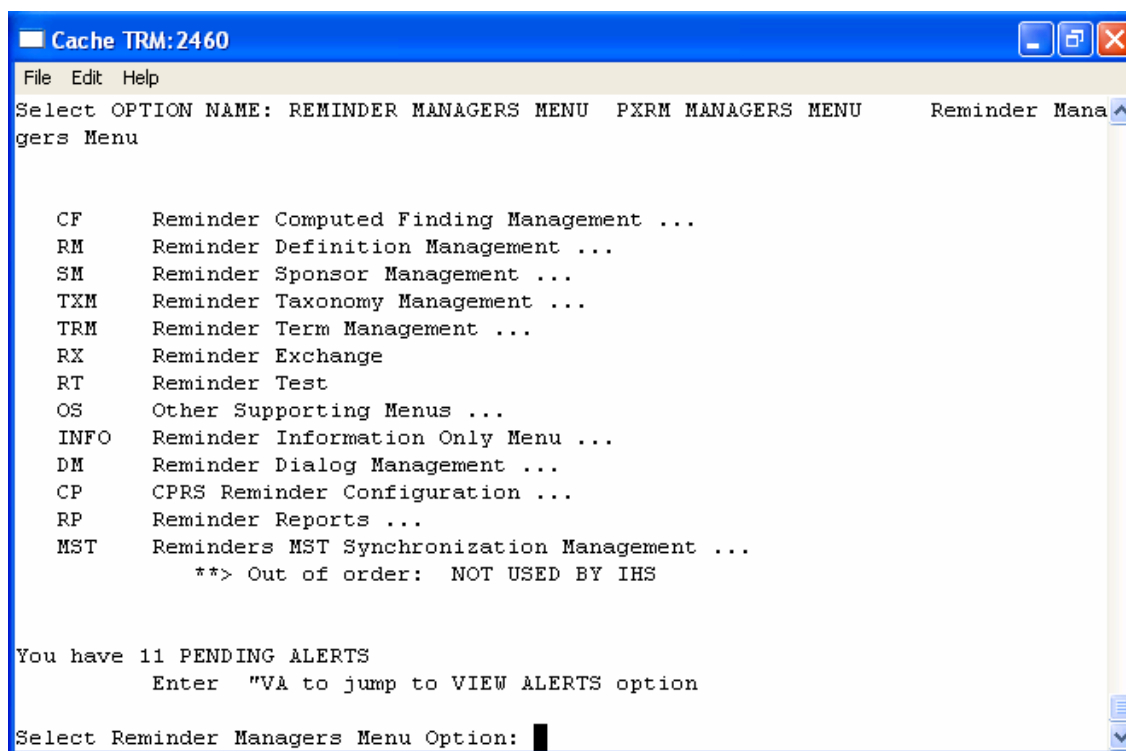 Cache TRM:2460
File Edit Help
Select OPTION NAME: REMINDER MANAGERS MENU PXRM MANAGERS MENU Reminder Mana
gers Menu
CF Reminder Computed Finding Management ...
RM Reminder Definition Management ...
SM Reminder Sponsor Management ...
TXM Reminder Taxonomy Management ...
TRM Reminder Term Management ...
RX Reminder Exchange
RT Reminder Test
OS Other Supporting Menus ...
INFO Reminder Information Only Menu ...
DM Reminder Dialog Management ...
CP CPRS Reminder Configuration ...
RP Reminder Reports ...
MST Reminders MST Synchronization Management ...
**> Out of order: NOT USED BY IHS
You have 11 PENDING ALERTS
Enter "VA to jump to VIEW ALERTS option
Select Reminder Managers Menu Option: